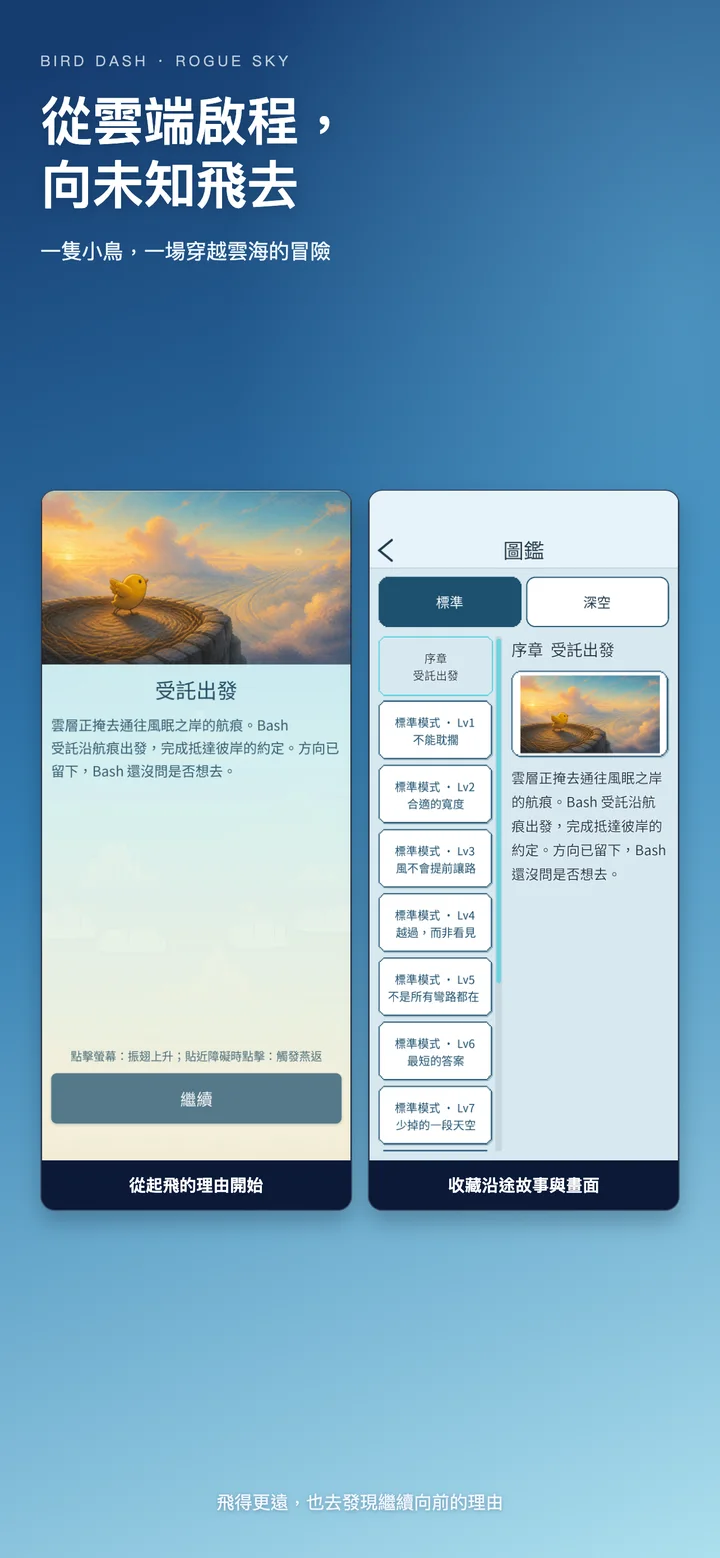 BIRD DASH · ROGUE SKY
從雲端啟程，
向未知飛去
一隻小鳥，一場穿越雲海的冒險
受託出發
雲層正掩去通往風眠之岸的航痕。Bash
受託沿航痕出發，完成抵達彼岸的約定。方向已
留下，Bash 還沒問是否想去。
點擊螢幕：振翅上升；貼近障礙時點擊：觸發燕返
繼續
從起飛的理由開始
圖鑑
標準
深空
序章
受託出發
標準模式 · Lv1
不能耽擱
標準模式 · Lv2
合適的寬度
標準模式 · Lv3
風不會提前讓路
標準模式 · Lv4
越過，而非看見
標準模式 · Lv5
不是所有彎路都在
標準模式 · Lv6
最短的答案
標準模式 · Lv7
少掉的一段天空
序章 受託出發
雲層正掩去通往風眠之岸
的航痕。Bash 受託沿航
痕出發，完成抵達彼岸的
約定。方向已留下，Bash
還沒問是否想去。
收藏沿途故事與畫面
飛得更遠，也去發現繼續向前的理由